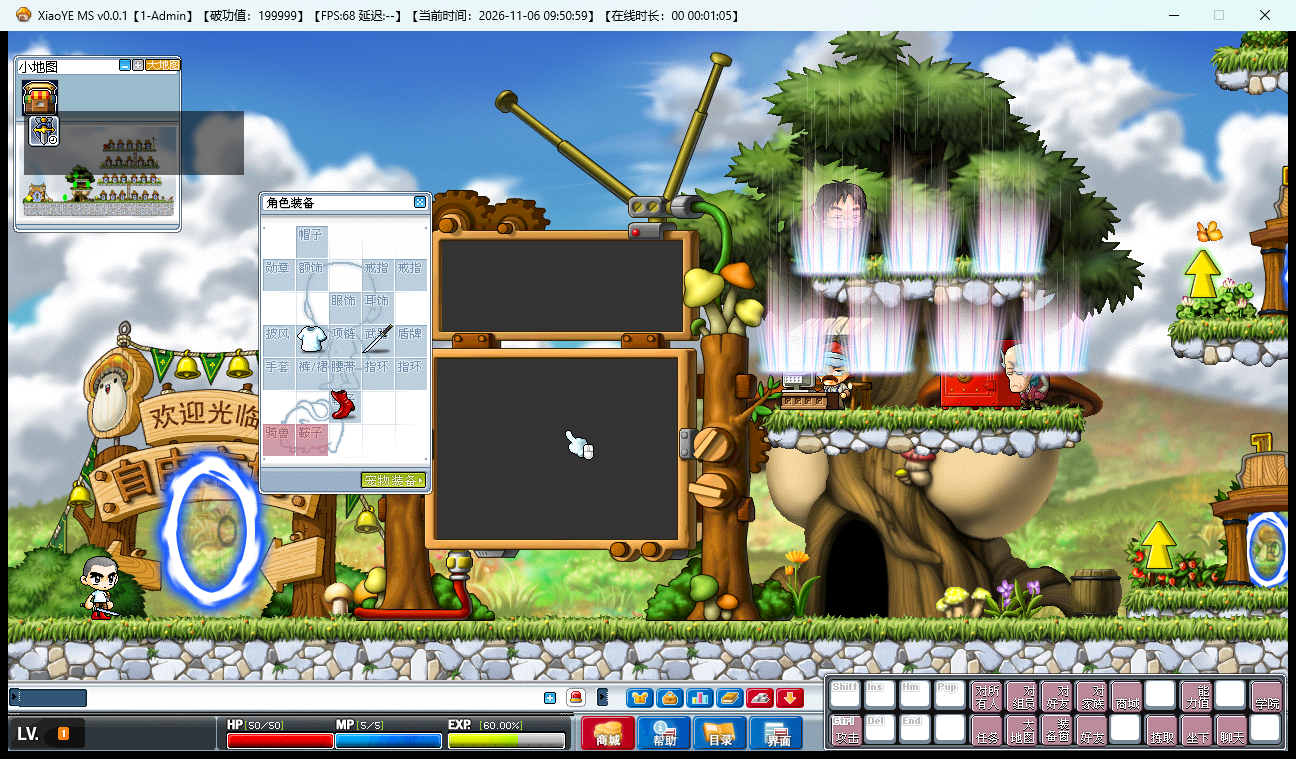 XiaoYE MS v0.0.1【1-Admin】【破功值：199999】【FPS:68 延迟:--】【当前时间：2026-11-06 09:50:59】【在线时长：00 00:01:05】
小地图
大地图
角色装备
帽子
勋章 额饰 戒指 戒指
眼饰 耳饰
披风 项链 武器 盾牌
手套 裤/裙 腰带 指环 指环
骑兽 鞍子
宠物装备
欢迎光临
自由
LV. 1
HP [50/50]
MP [5/5]
EXP. [60.00%]
商城
帮助
目录
界面
Shift Ins Hm Pup 对所有人 对组员 对好友 对家族 商城 能力值 学院
Ctrl 攻击 Del End 任务 大地图 装备窗 好友 拣取 坐下 聊天